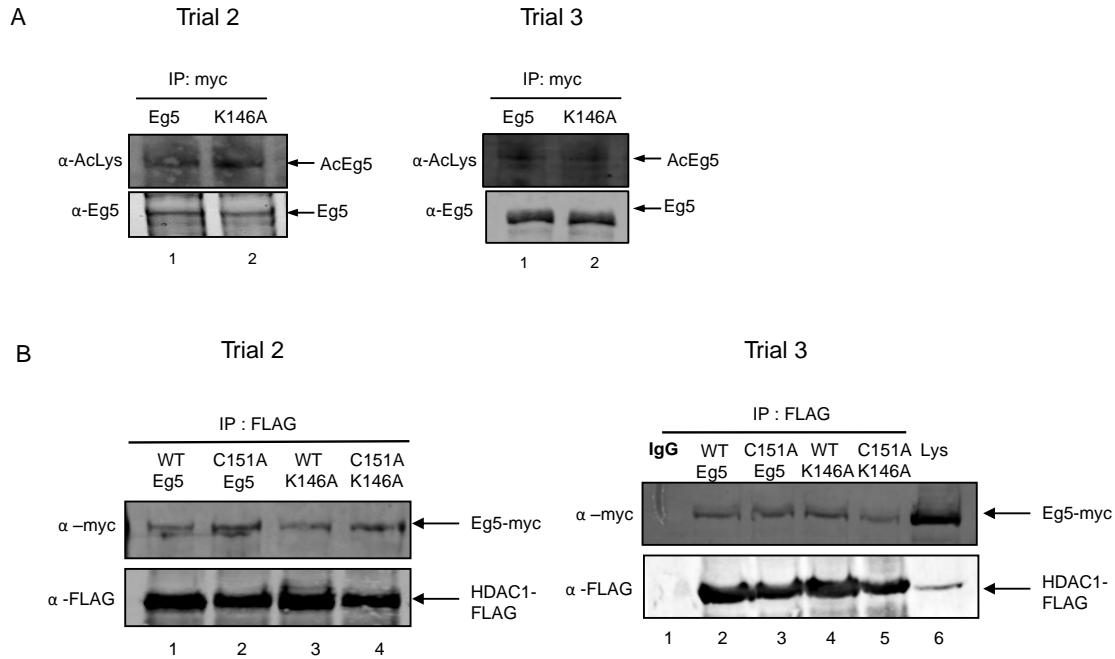 A
Trial 2
Trial 3
IP: myc
Eg5 K146A
α-AcLys
AcEg5
α-Eg5
Eg5
1 2
IP: myc
Eg5 K146A
α-AcLys
AcEg5
α-Eg5
Eg5
1 2
B
Trial 2
Trial 3
IP : FLAG
WT C151A WT C151A
Eg5 Eg5 K146A K146A
α –myc
Eg5-myc
α -FLAG
HDAC1-
FLAG
1 2 3 4
IP : FLAG
IgG WT C151A WT C151A Lys
Eg5 Eg5 K146A K146A
α –myc
Eg5-myc
α -FLAG
HDAC1-
FLAG
1 2 3 4 5 6